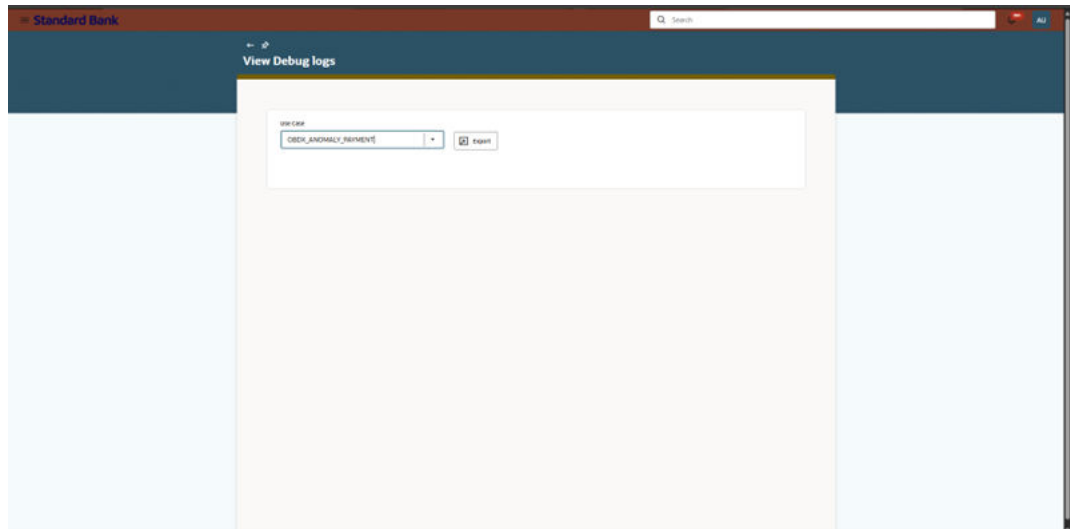 Standard Bank
Search
AU
View Debug logs
Use Case
OBDX_ANOMALY_PAYMENT
Export